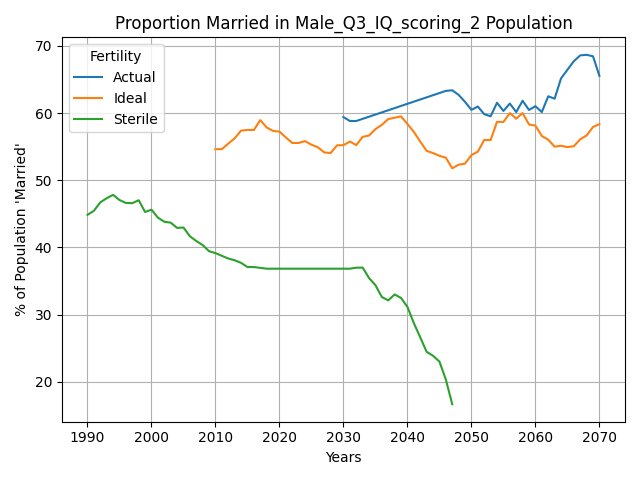 Proportion Married in Male_Q3_IQ_scoring_2 Population
% of Population 'Married'
70
60
50
40
30
20
Fertility
Actual
Ideal
Sterile
1990 2000 2010 2020 2030 2040 2050 2060 2070
Years